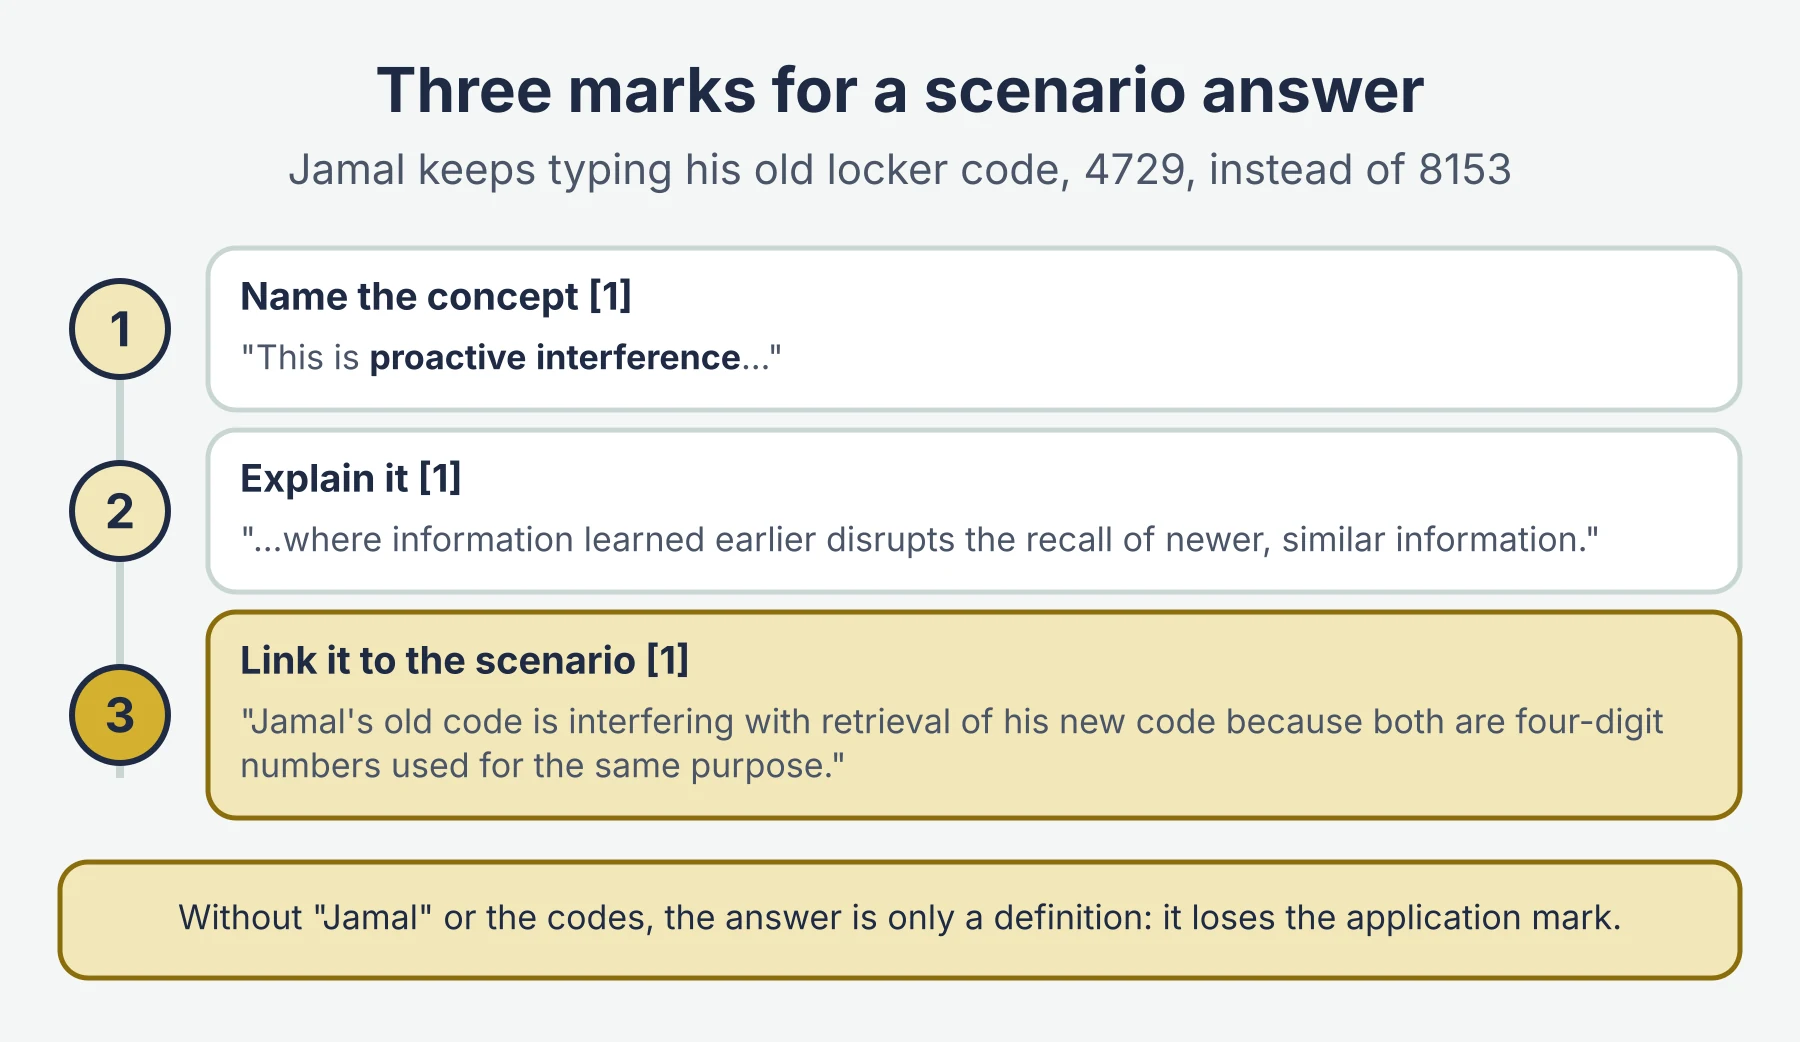 Three marks for a scenario answer
Jamal keeps typing his old locker code, 4729, instead of 8153
1
Name the concept [1]
"This is proactive interference..."
2
Explain it [1]
"...where information learned earlier disrupts the recall of newer, similar information."
3
Link it to the scenario [1]
"Jamal's old code is interfering with retrieval of his new code because both are four-digit
numbers used for the same purpose."
Without "Jamal" or the codes, the answer is only a definition: it loses the application mark.